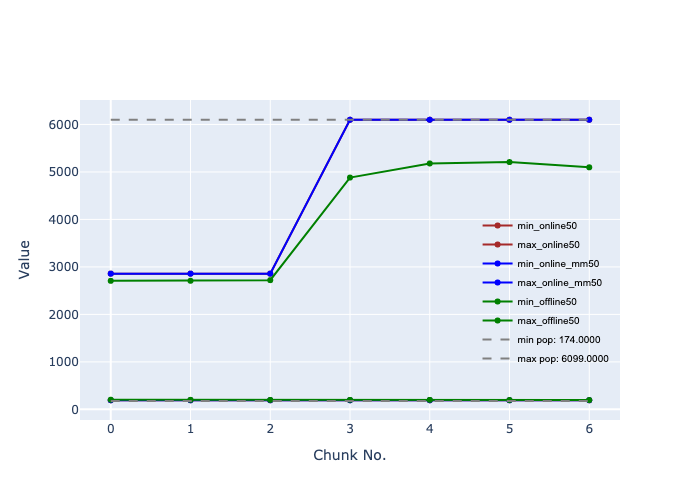 6000
5000
4000
3000
2000
1000
0
Value
0 1 2 3 4 5 6
Chunk No.
min_online50
max_online50
min_online_mm50
max_online_mm50
min_offline50
max_offline50
min pop: 174.0000
max pop: 6099.0000